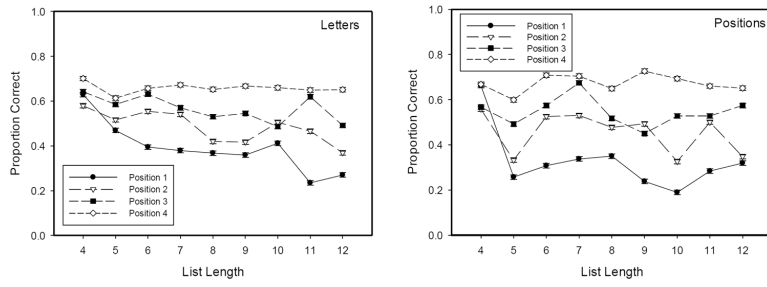 Letters
Proportion Correct
1.0
0.8
0.6
0.4
0.2
0.0
Position 1
Position 2
Position 3
Position 4
4 5 6 7 8 9 10 11 12
List Length
Positions
Proportion Correct
1.0
0.8
0.6
0.4
0.2
0.0
Position 1
Position 2
Position 3
Position 4
4 5 6 7 8 9 10 11 12
List Length